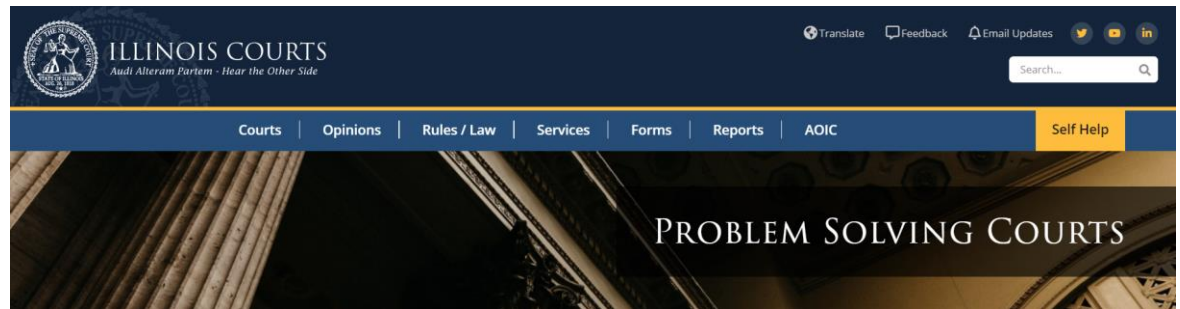 Translate Feedback Email Updates
ILLINOIS COURTS
Audi Alteram Partem - Hear the Other Side
Search...
Courts | Opinions | Rules / Law | Services | Forms | Reports | AOIC
Self Help
PROBLEM SOLVING COURTS